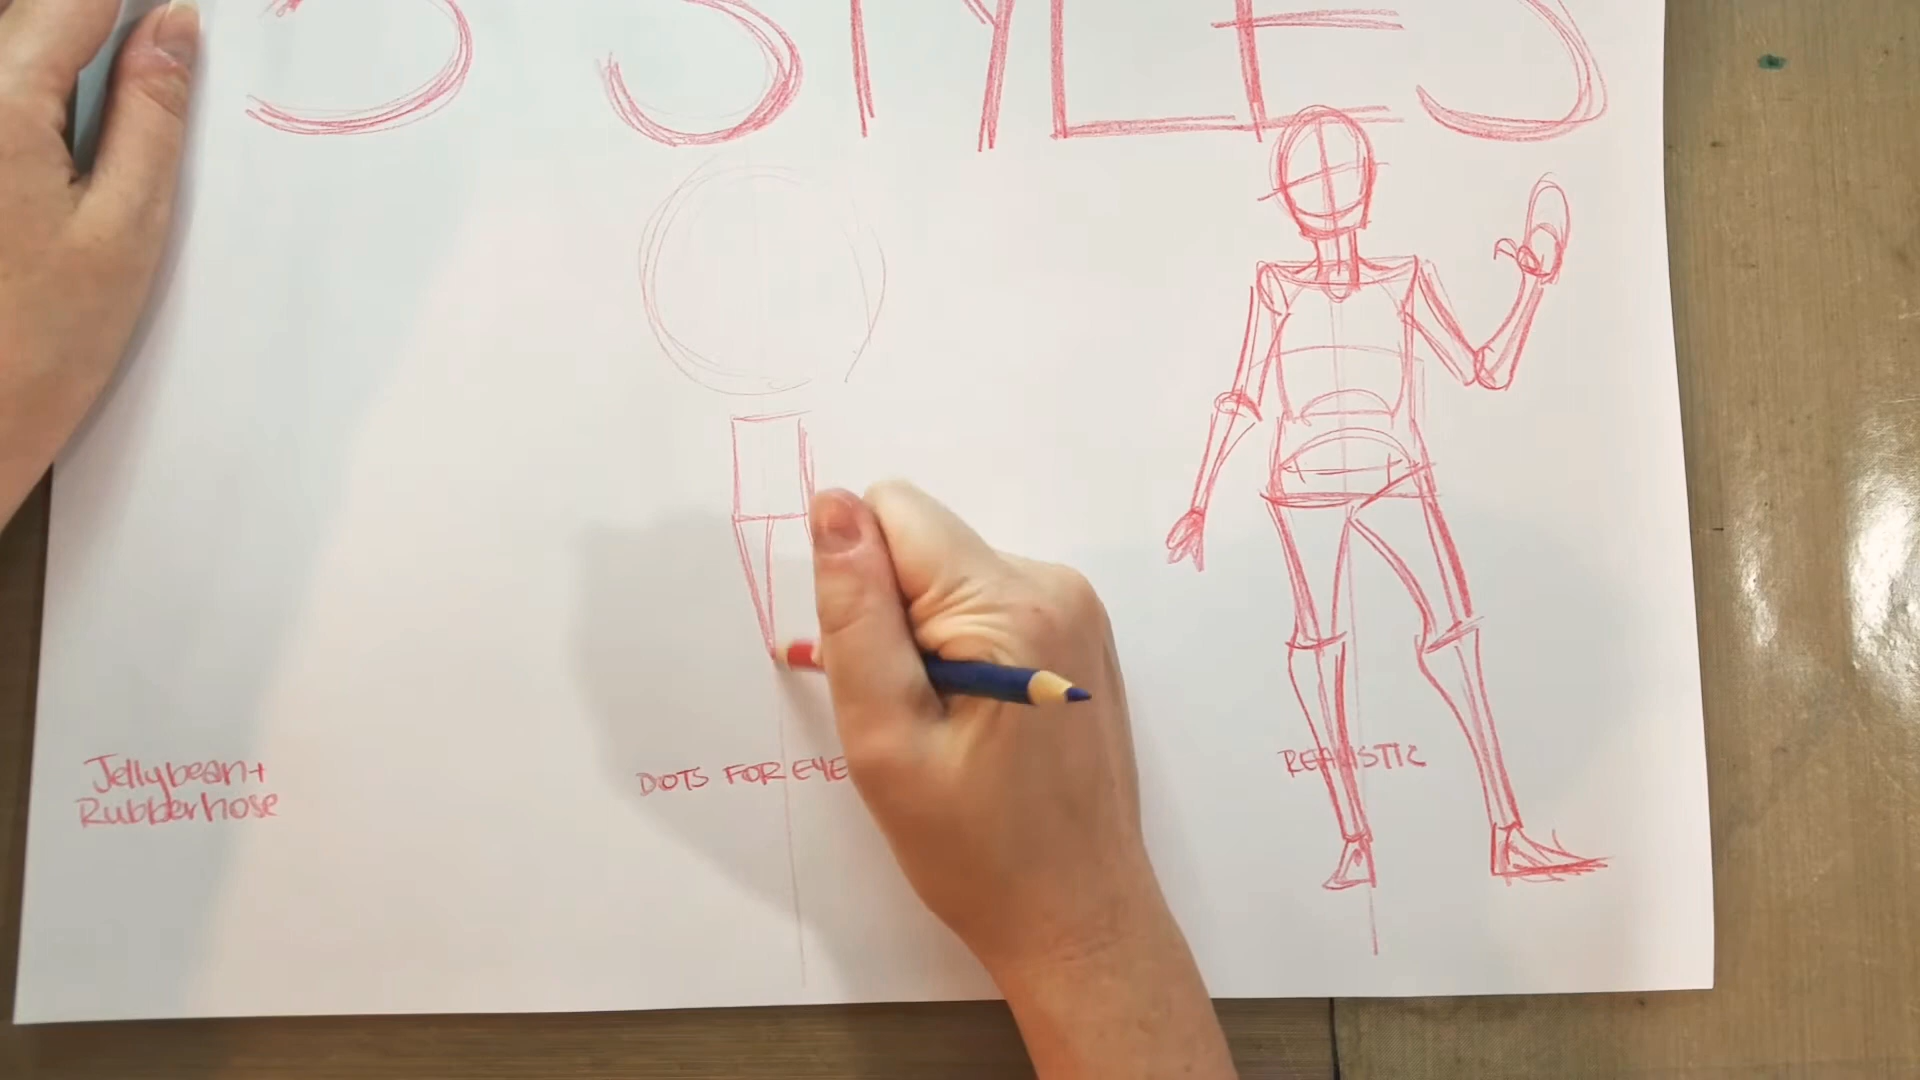 3 STYLES
Jellybean+
Rubberhose
DOTS FOR EYE
REALISTIC